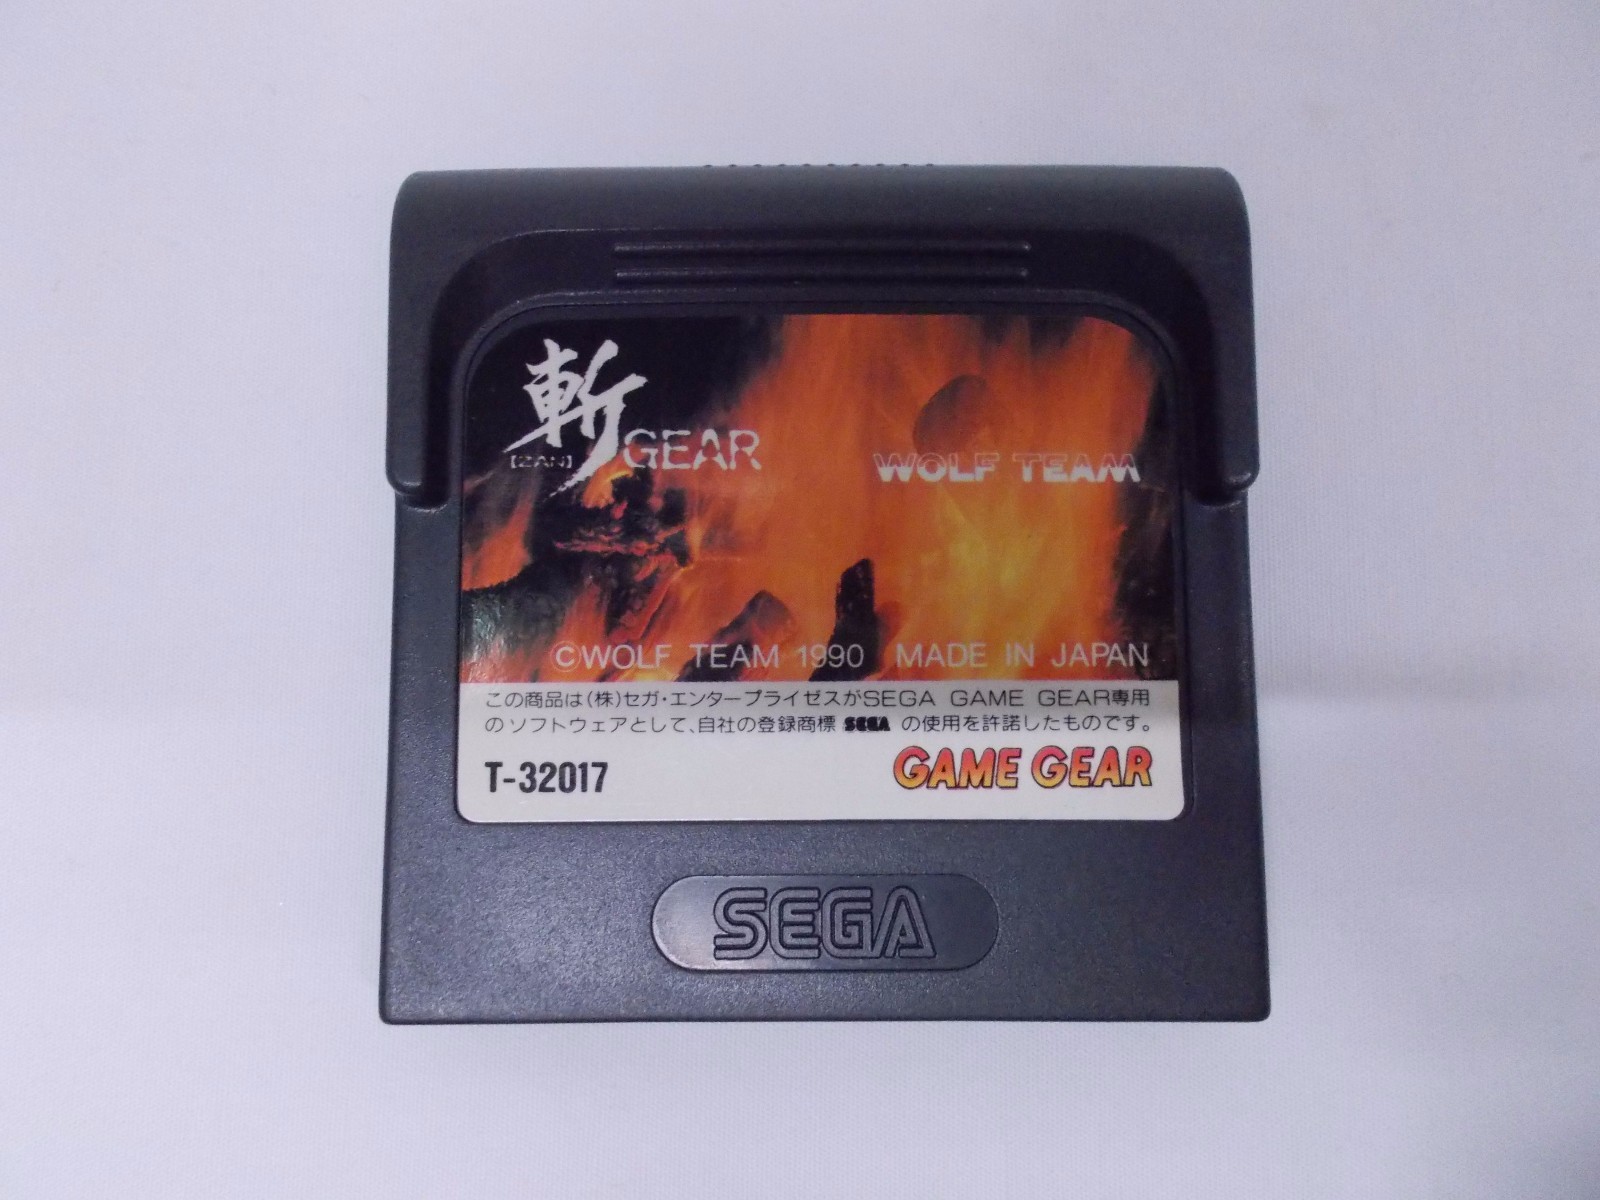 斬 GEAR
[ZAN]
WOLF TEAM
©WOLF TEAM 1990 MADE IN JAPAN
この商品は(株)セガ・エンタープライゼスがSEGA GAME GEAR専用
のソフトウェアとして、自社の登録商標 SEGA の使用を許諾したものです。
T-32017
GAME GEAR
SEGA